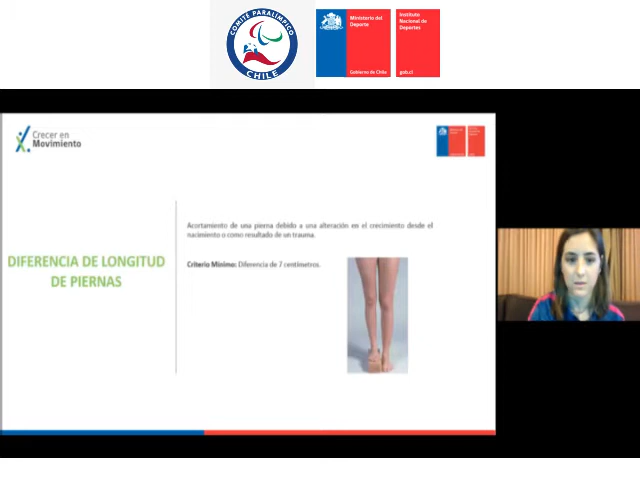 COMITÉ PARALÍMPICO
CHILE
Ministerio del
Deporte
Gobierno de Chile
Instituto
Nacional de
Deportes
gob.cl
Crecer en
Movimiento
DIFERENCIA DE LONGITUD
DE PIERNAS
Acortamiento de una pierna debido a una alteración en el crecimiento desde el
nacimiento o como resultado de un trauma.
Criterio Mínimo: Diferencia de 7 centímetros.